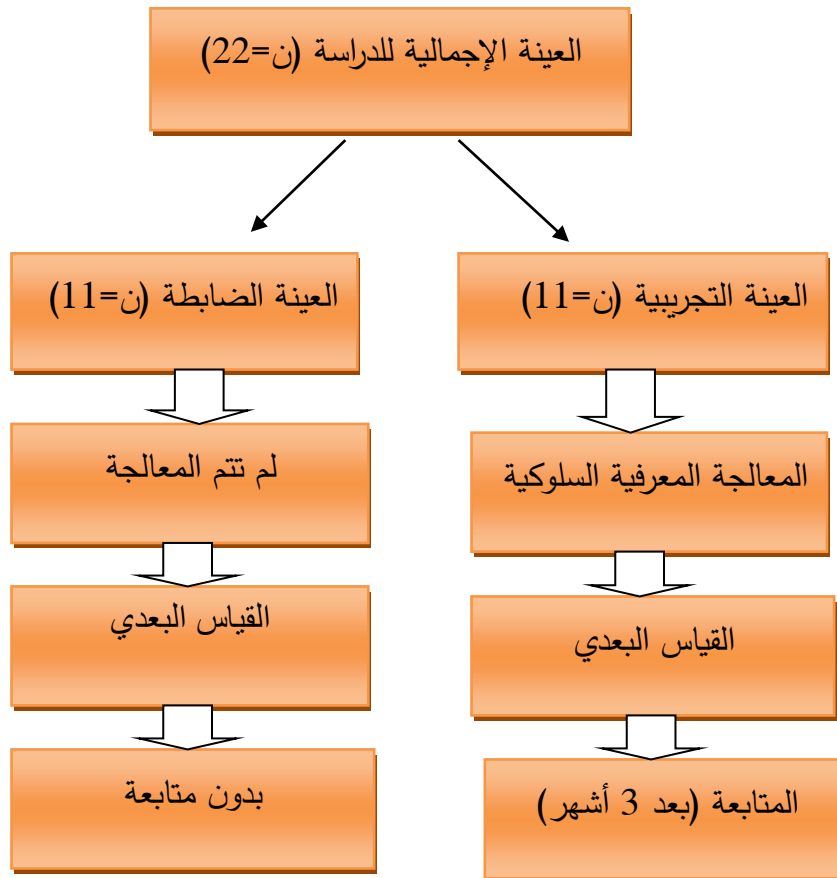 العينة الإجمالية للدراسة (ن=22)
العينة التجريبية (ن=11)
العينة الضابطة (ن=11)
المعالجة المعرفية السلوكية
لم تتم المعالجة
القياس البعدي
القياس البعدي
المتابعة (بعد 3 أشهر)
بدون متابعة